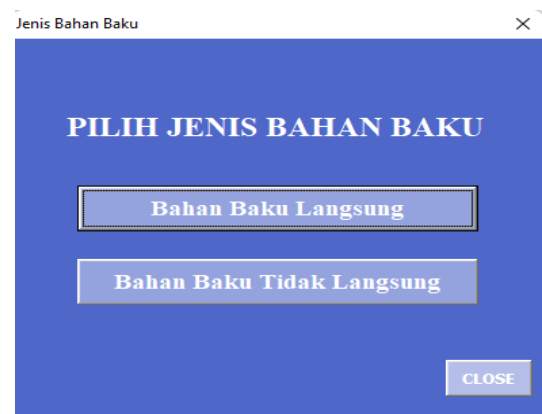 Jenis Bahan Baku
PILIH JENIS BAHAN BAKU
Bahan Baku Langsung
Bahan Baku Tidak Langsung
CLOSE